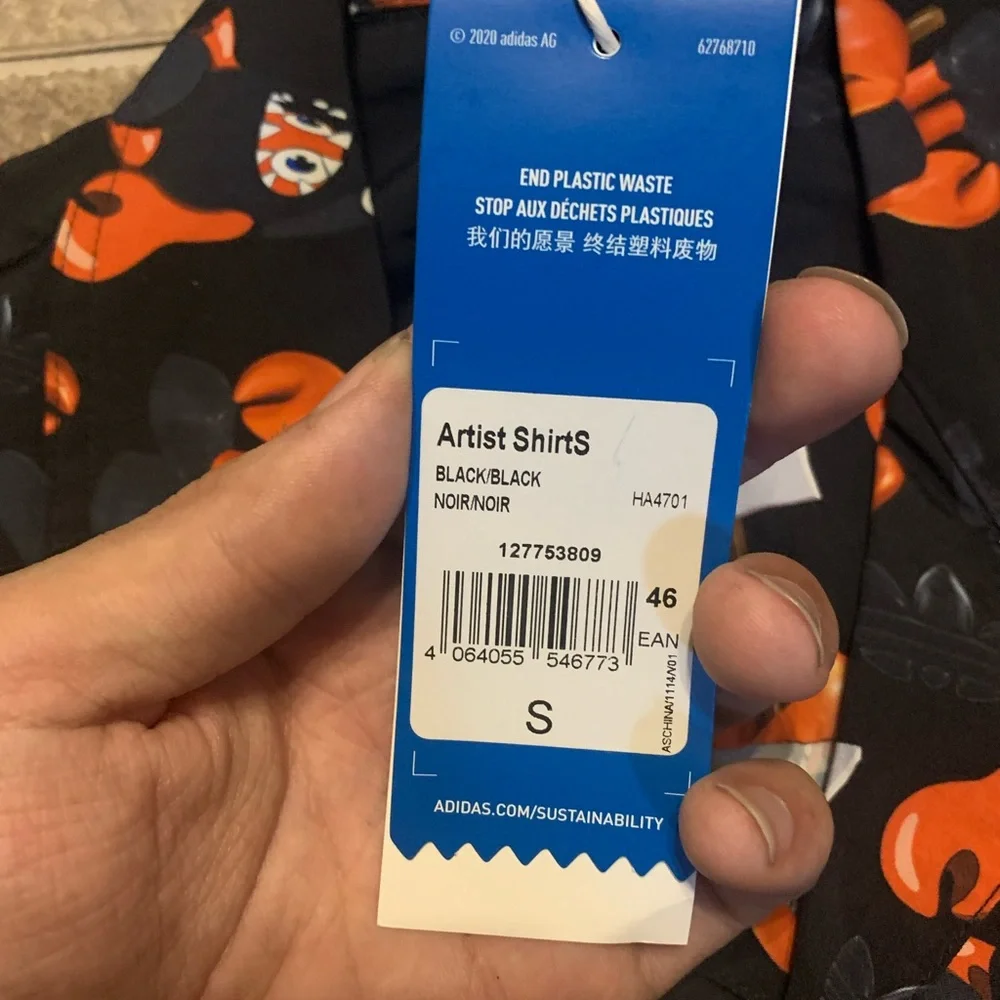 © 2020 adidas AG
62768710
END PLASTIC WASTE
STOP AUX DÉCHETS PLASTIQUES
我们的愿景 终结塑料废物
Artist ShirtS
BLACK/BLACK
NOIR/NOIR
HA4701
127753809
46
EAN
4 064055 546773
S
ASCHINA/1114/V01
ADIDAS.COM/SUSTAINABILITY